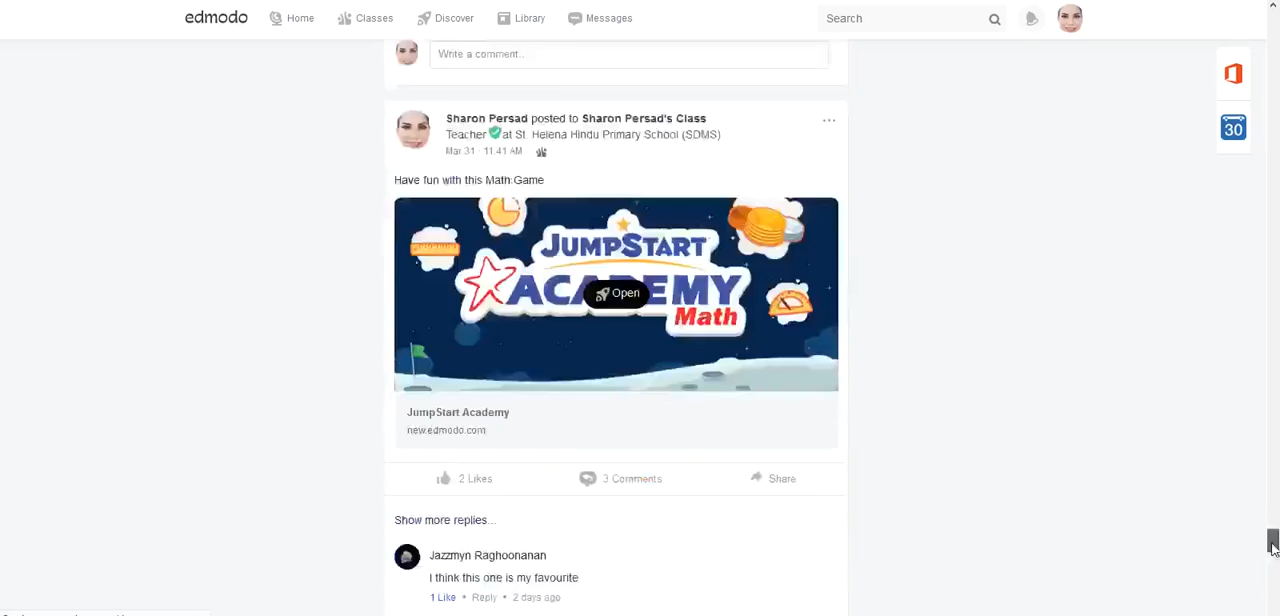 edmodo Home Classes Discover Library Messages Search
Write a comment...
30
Sharon Persad posted to Sharon Persad's Class
Teacher at St. Helena Hindu Primary School (SDMS)
Mar 31 · 11:41 AM
Have fun with this Math Game
JUMPSTART
ACADEMY
Open
Math
JumpStart Academy
new.edmodo.com
2 Likes 3 Comments Share
Show more replies...
Jazzmyn Raghoonanan
I think this one is my favourite
1 Like • Reply • 2 days ago